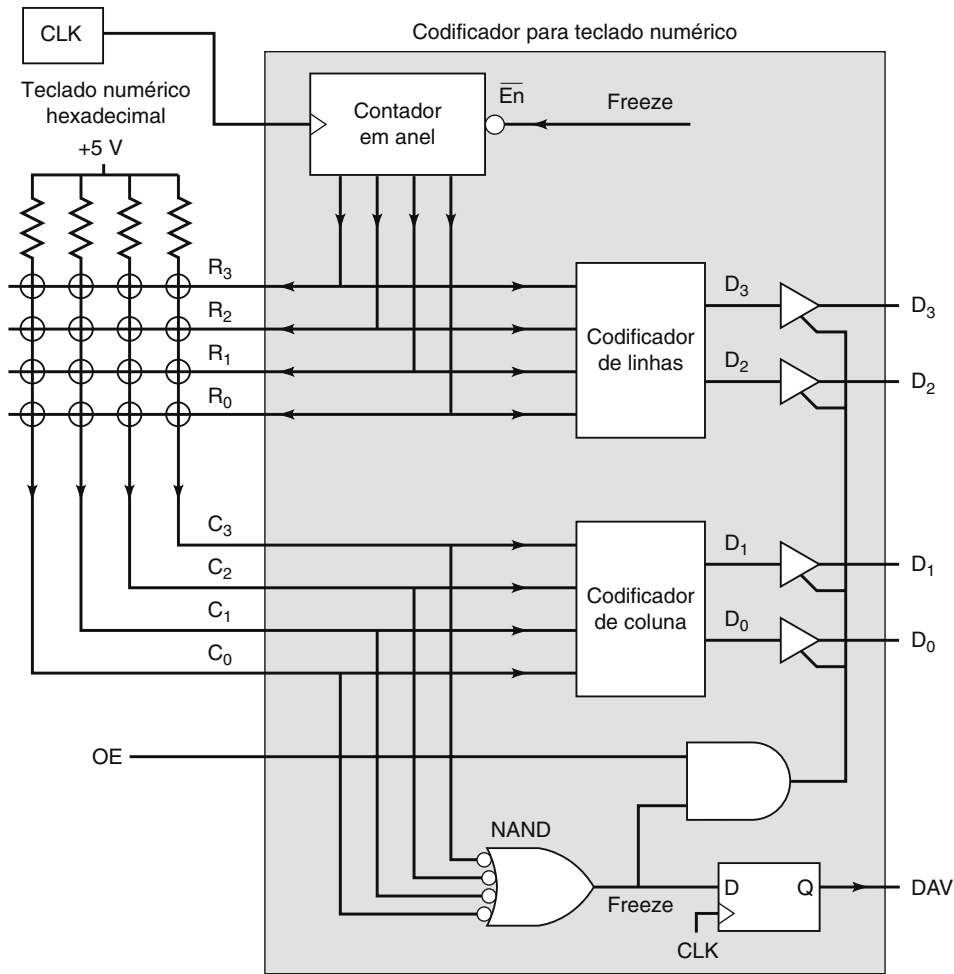 CLK
Codificador para teclado numérico
Teclado numérico
hexadecimal
+5 V
Contador
em anel
En
Freeze
R3
R2
R1
R0
Codificador
de linhas
D3
D2
D3
D2
C3
C2
C1
C0
Codificador
de coluna
D1
D0
D1
D0
OE
NAND
Freeze
D
Q
CLK
DAV